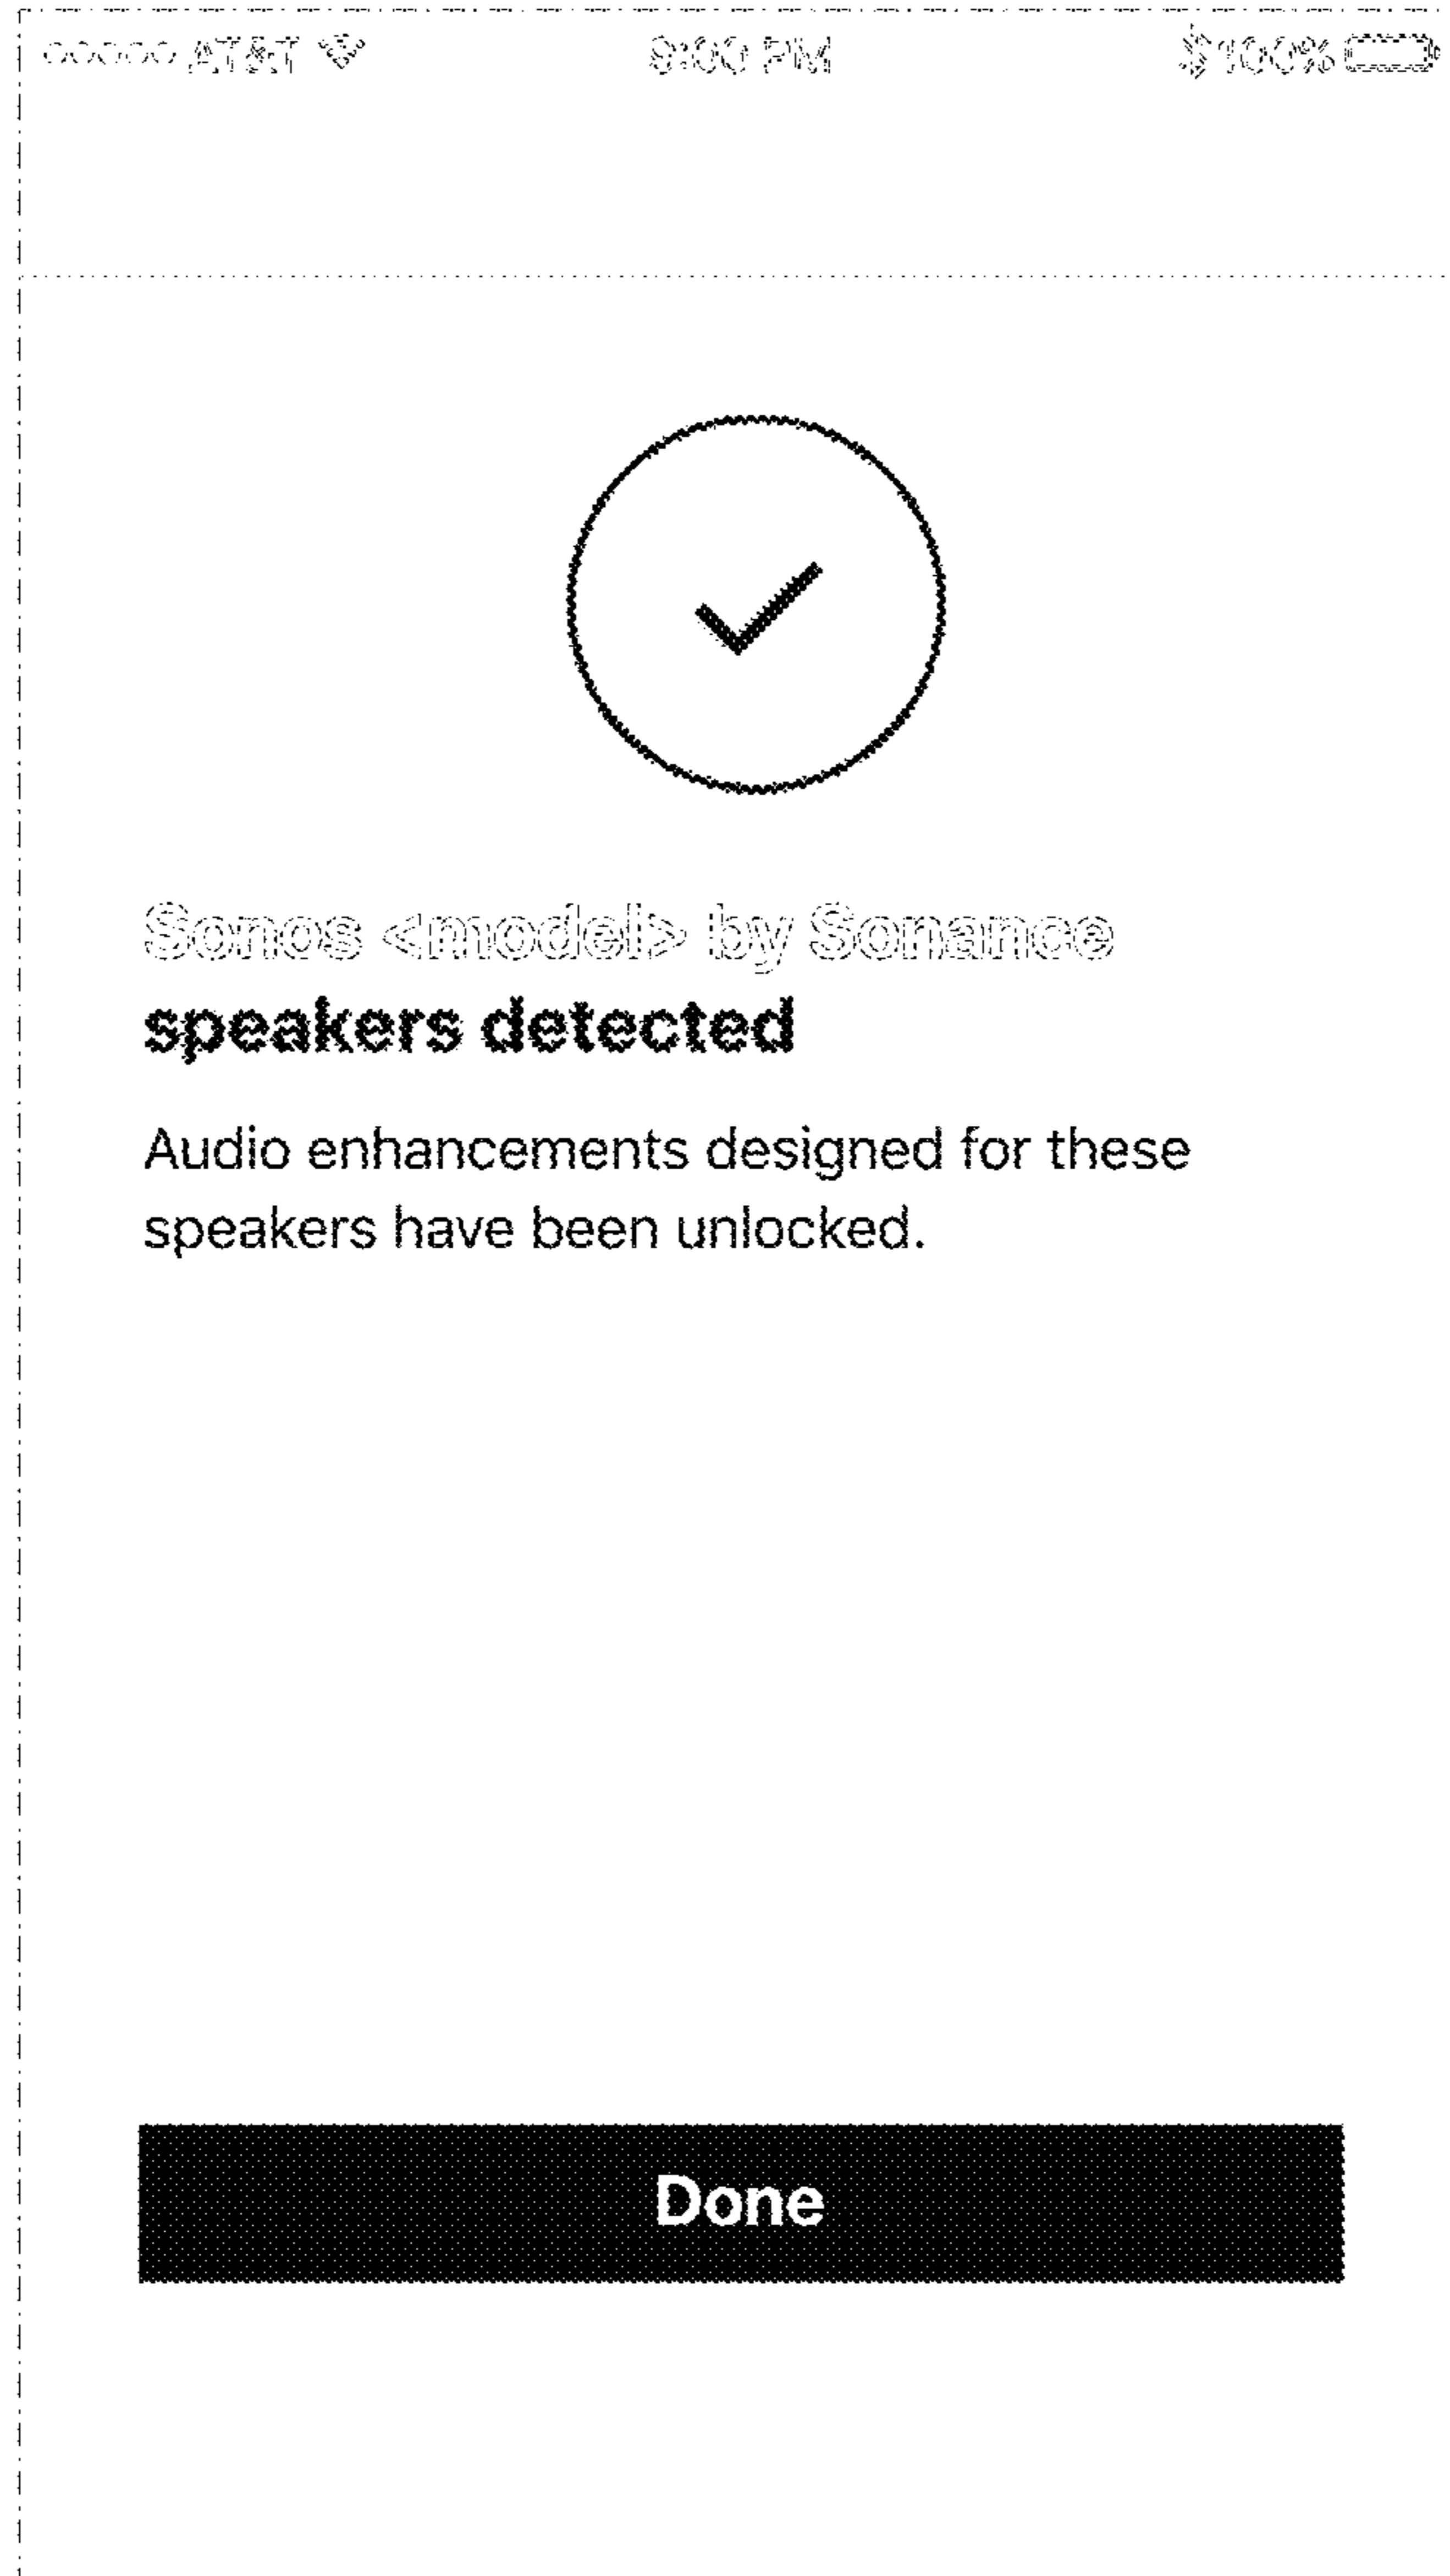 AT&T 9:00 PM 100%
Sonos <model> by Sonance
speakers detected
Audio enhancements designed for these
speakers have been unlocked.
Done